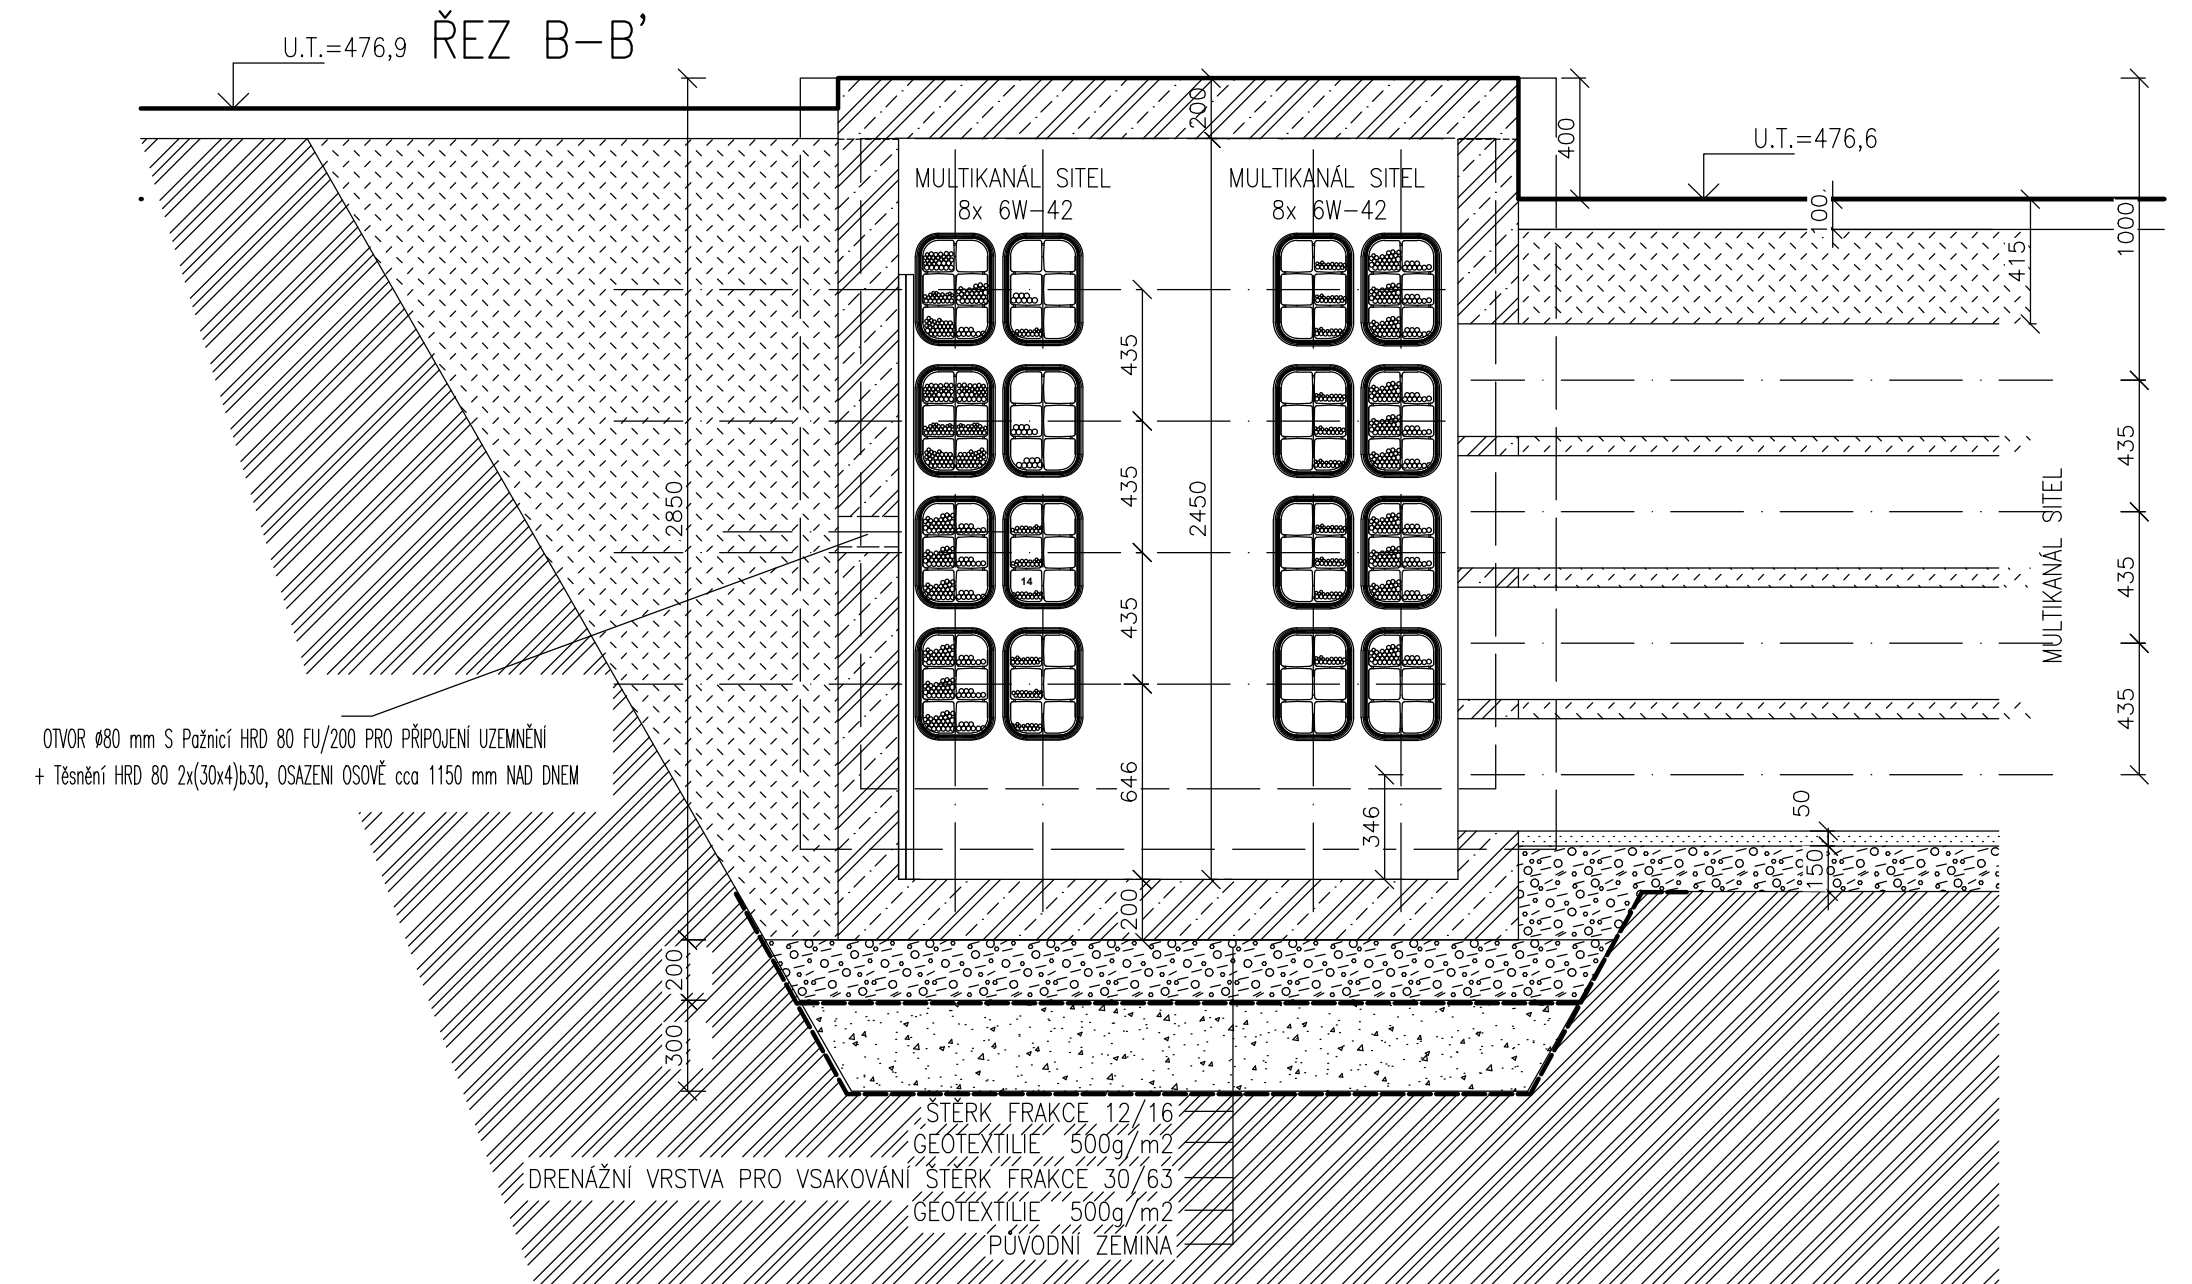 ŘEZ B-B'
U.T.=476,9
U.T.=476,6
200
400
100
415
1000
MULTIKANÁL SITEL
8x 6W-42
MULTIKANÁL SITEL
8x 6W-42
435
435
435
646
200
2450
2850
346
14
435
435
435
MULTIKANÁL SITEL
50
150
200
300
OTVOR ø80 mm S Pažnicí HRD 80 FU/200 PRO PŘIPOJENÍ UZEMNĚNÍ
+ Těsnění HRD 80 2x(30x4)b30, OSAZENI OSOVĚ cca 1150 mm NAD DNEM
ŠTĚRK FRAKCE 12/16
GEOTEXTILIE 500g/m2
DRENÁŽNÍ VRSTVA PRO VSAKOVÁNÍ ŠTĚRK FRAKCE 30/63
GEOTEXTILIE 500g/m2
PŮVODNÍ ZEMINA